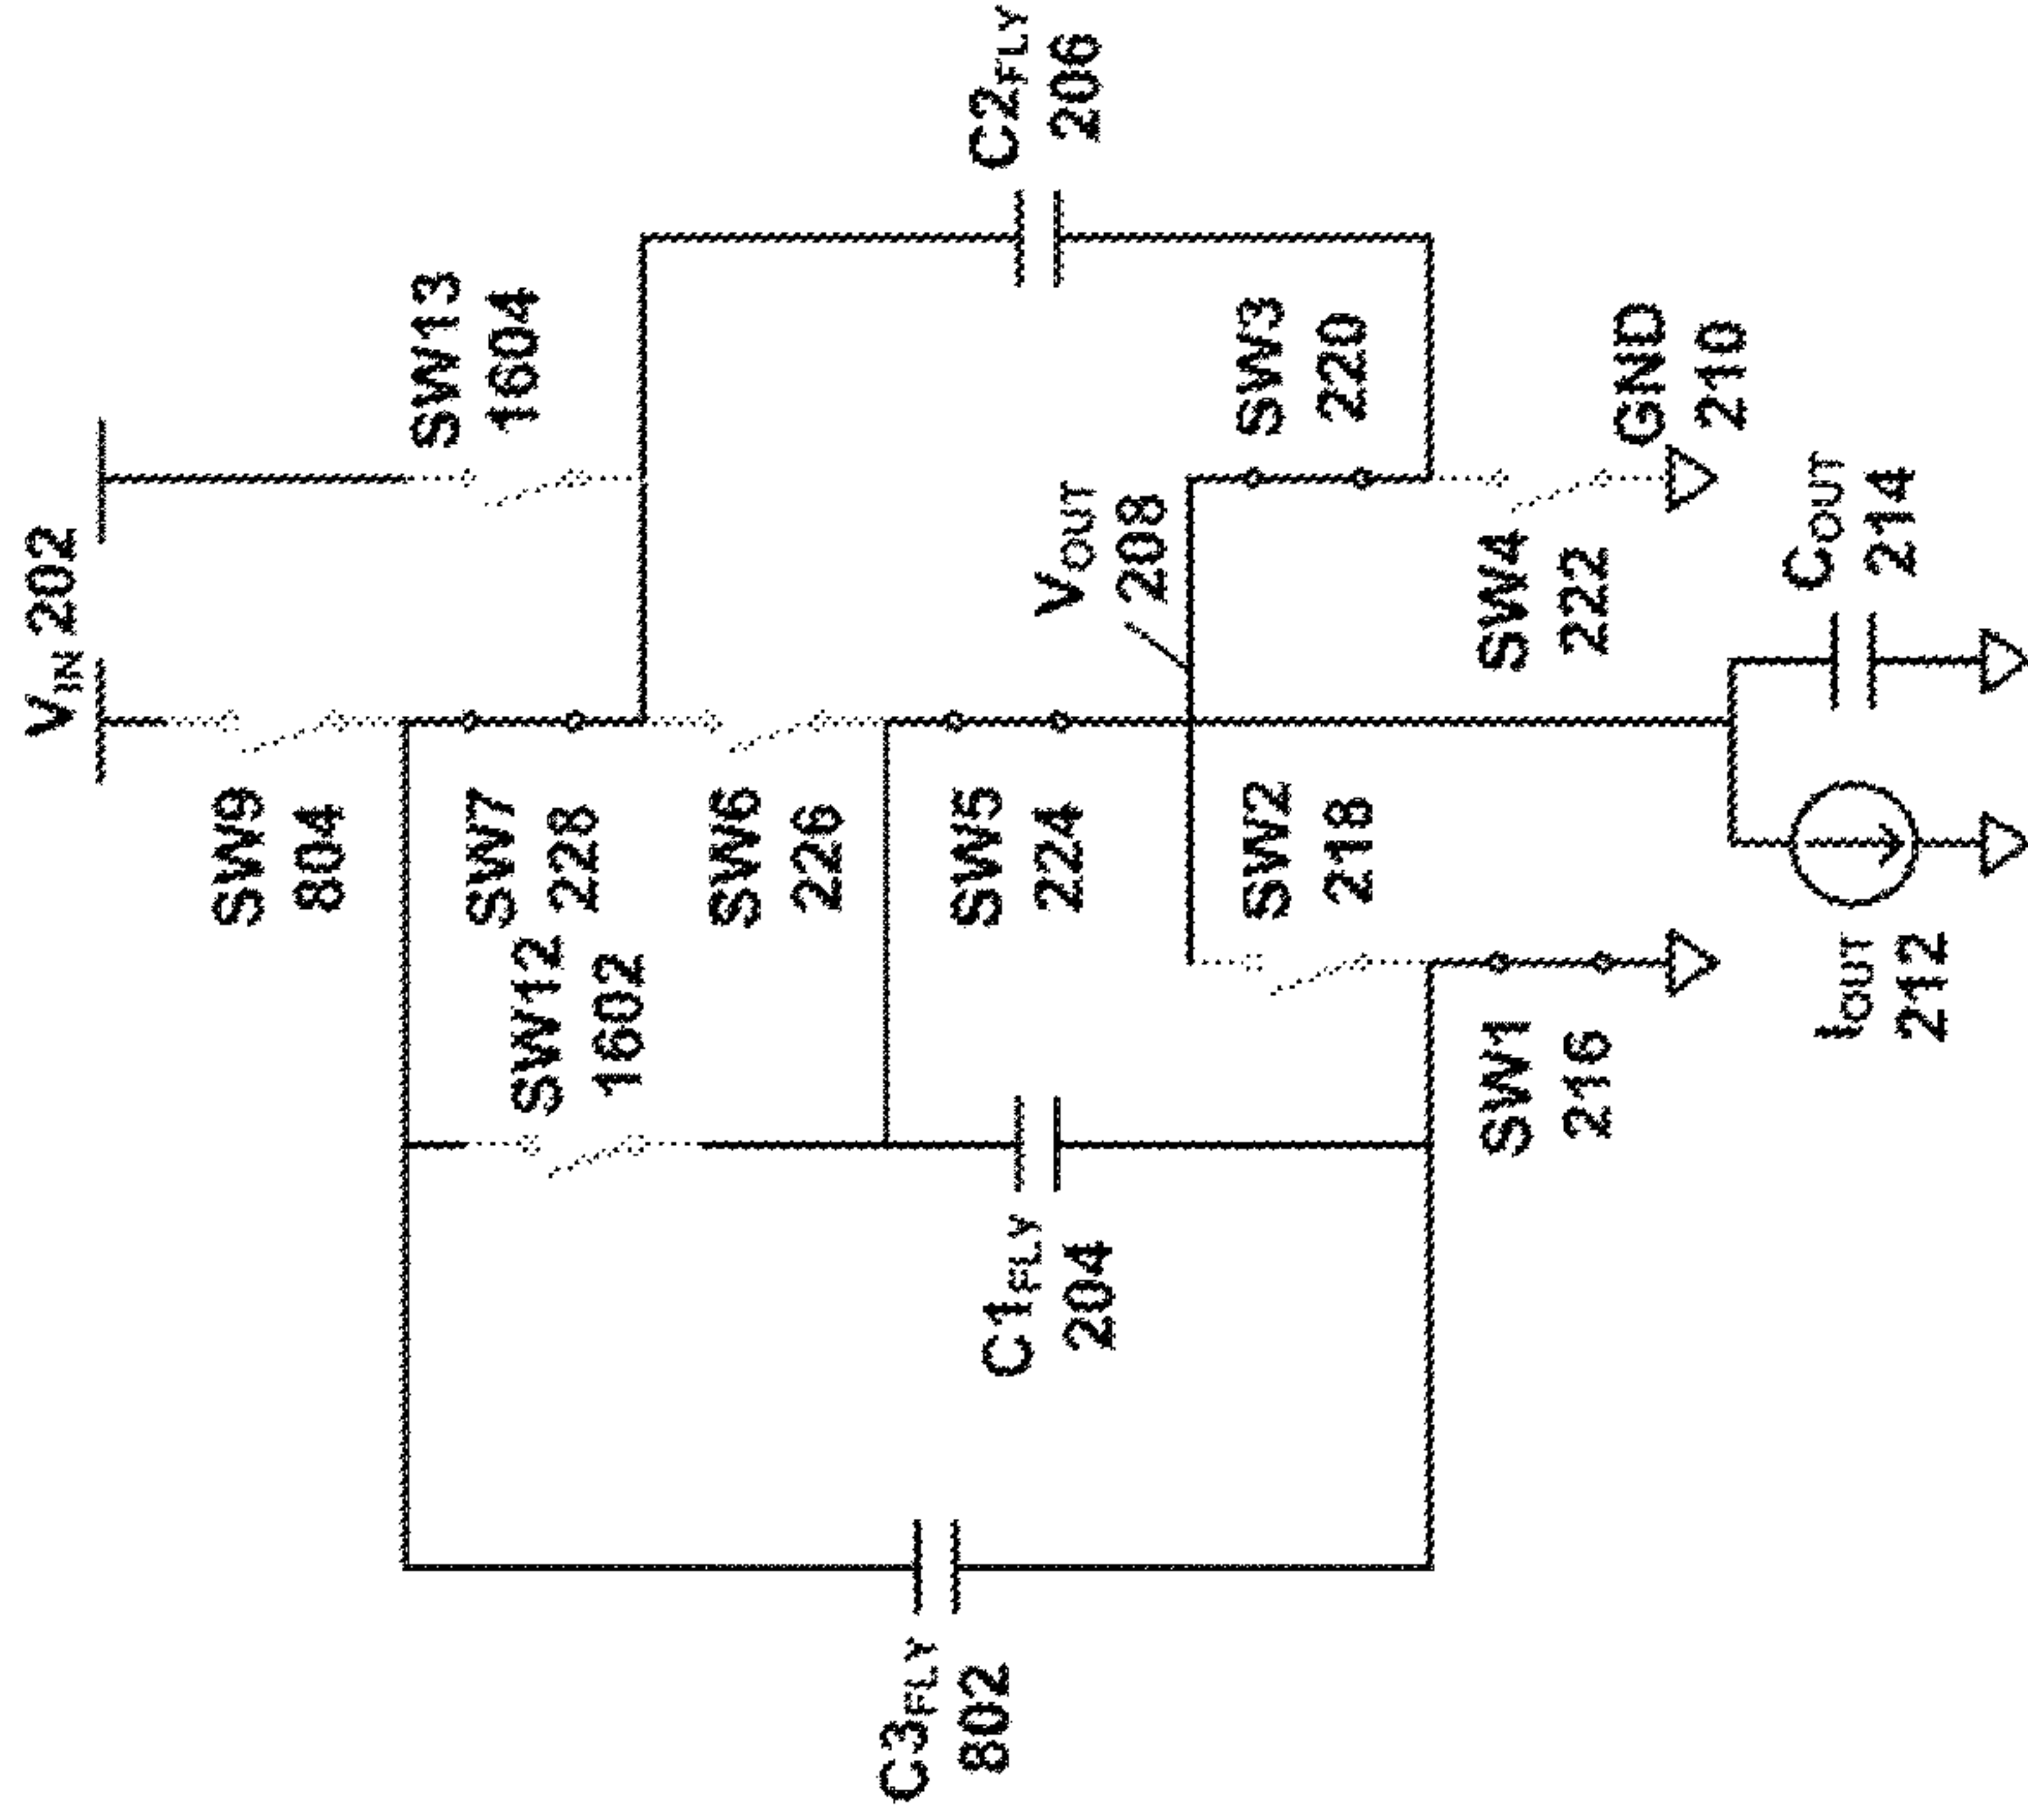 V_IN 202
SW9
804
SW13
1604
SW7
228
SW12
1602
SW6
226
C2_FLY
206
SW5
224
V_OUT
208
C3_FLY
802
C1_FLY
204
SW2
218
SW3
220
SW1
216
SW4
222
GND
210
I_OUT
212
C_OUT
214